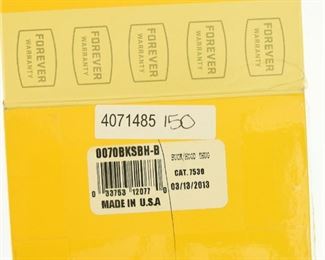 FOREVER
WARRANTY
FOREVER
WARRANTY
FOREVER
WARRANTY
FOREVER
WARRANTY
FOREVER
WARRANTY
4071485 150
0070BKSBH-B
0 33753 12077 0
MADE IN U.S.A
CAT. 7530
03/13/2013